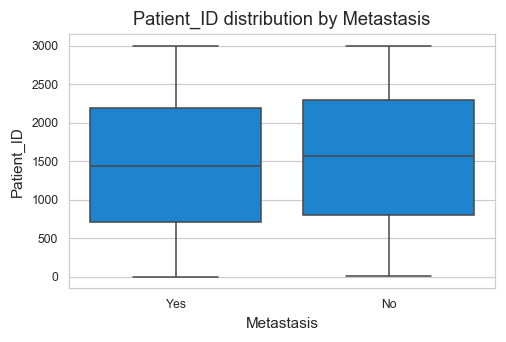 Patient_ID distribution by Metastasis
3000
2500
2000
1500
1000
500
0
Patient_ID
Yes
No
Metastasis